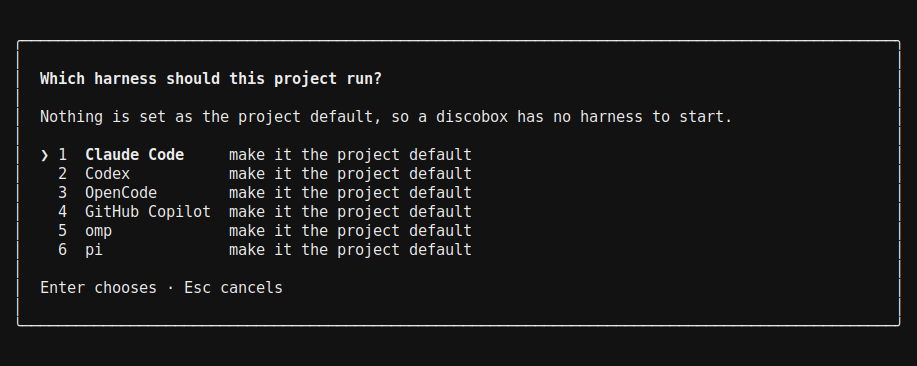 Which harness should this project run?
Nothing is set as the project default, so a discobox has no harness to start.
❯ 1  Claude Code     make it the project default
2  Codex           make it the project default
3  OpenCode        make it the project default
4  GitHub Copilot  make it the project default
5  omp             make it the project default
6  pi              make it the project default
Enter chooses · Esc cancels